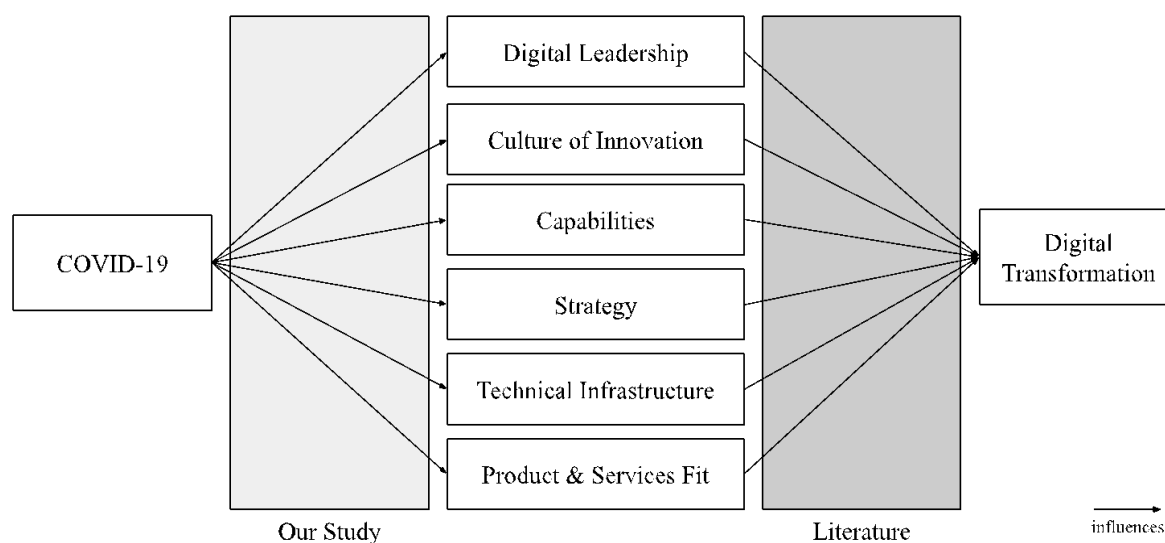 Digital Leadership
Culture of Innovation
Capabilities
COVID-19
Digital
Transformation
Strategy
Technical Infrastructure
Product & Services Fit
Our Study
Literature
influences